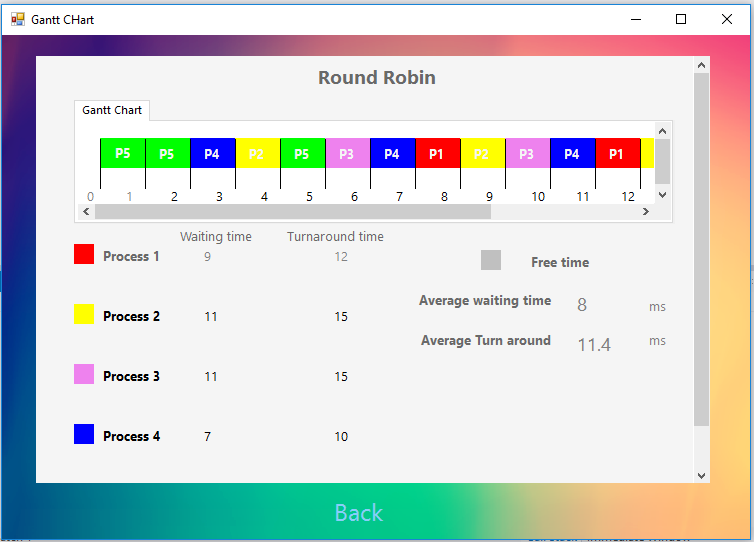 Gantt CHart
Round Robin
Gantt Chart
P5 P5 P4 P2 P5 P3 P4 P1 P2 P3 P4 P1
0 1 2 3 4 5 6 7 8 9 10 11 12
Waiting time Turnaround time
Process 1 9 12
Free time
Average waiting time 8 ms
Process 2 11 15
Average Turn around 11.4 ms
Process 3 11 15
Process 4 7 10
Back